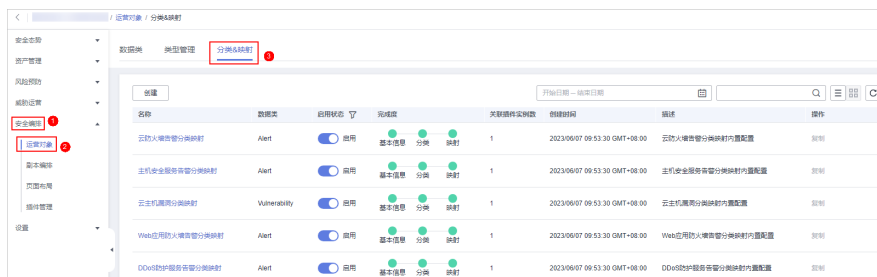 / 运营对象 / 分类&映射
安全态势
资产管理
风险预防
威胁运营
安全编排 1
运营对象 2
剧本编排
页面布局
插件管理
设置
数据类 类型管理 分类&映射 3
创建 开始日期 – 结束日期
名称 数据类 启用状态 完成度 关联插件实例数 创建时间 描述 操作
云防火墙告警分类映射 Alert 启用 基本信息 分类 映射 1 2023/06/07 09:53:30 GMT+08:00 云防火墙告警分类映射内置配置 复制
主机安全服务告警分类映射 Alert 启用 基本信息 分类 映射 1 2023/06/07 09:53:30 GMT+08:00 主机安全服务告警分类映射内置配置 复制
云主机漏洞分类映射 Vulnerability 启用 基本信息 分类 映射 1 2023/06/07 09:53:30 GMT+08:00 云主机漏洞分类映射内置配置 复制
Web应用防火墙告警分类映射 Alert 启用 基本信息 分类 映射 1 2023/06/07 09:53:30 GMT+08:00 Web应用防火墙告警分类映射内置配置 复制
DDoS防护服务告警分类映射 Alert 启用 基本信息 分类 映射 1 2023/06/07 09:53:30 GMT+08:00 DDoS防护服务告警分类映射内置配置 复制